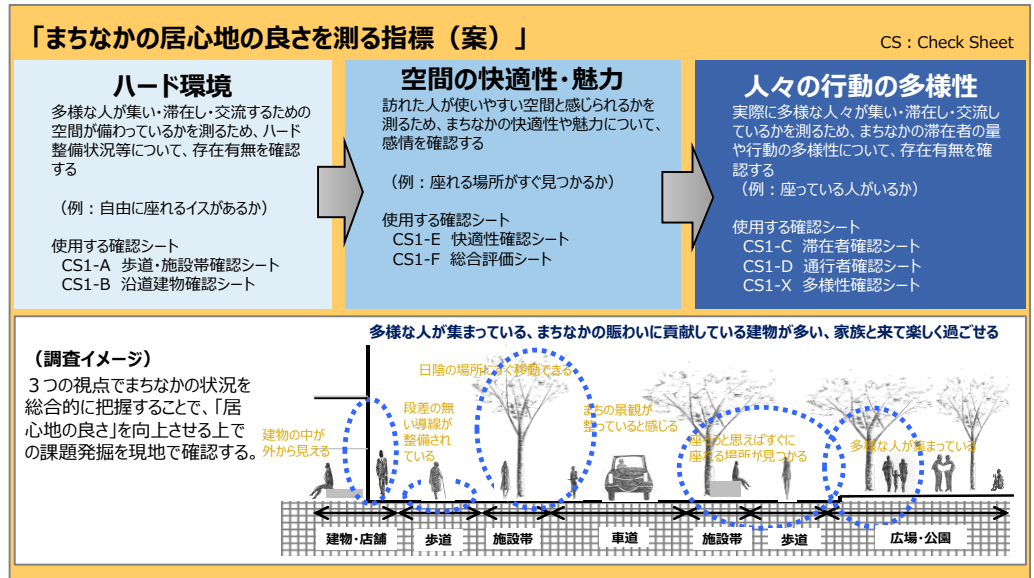 「まちなかの居心地の良さを測る指標（案）」
CS：Check Sheet
ハード環境
多様な人が集い・滞在し・交流するための
空間が備わっているかを測るため、ハード
整備状況等について、存在有無を確認
する
（例：自由に座れるイスがあるか）
使用する確認シート
CS1-A 歩道・施設帯確認シート
CS1-B 沿道建物確認シート
空間の快適性・魅力
訪れた人が使いやすい空間と感じられるかを
測るため、まちなかの快適性や魅力について、
感情を確認する
（例：座れる場所がすぐ見つかるか）
使用する確認シート
CS1-E 快適性確認シート
CS1-F 総合評価シート
人々の行動の多様性
実際に多様な人々が集い・滞在し・交流し
ているかを測るため、まちなかの滞在者の量
や行動の多様性について、存在有無を確
認する
（例：座っている人がいるか）
使用する確認シート
CS1-C 滞在者確認シート
CS1-D 通行者確認シート
CS1-X 多様性確認シート
多様な人が集まっている、まちなかの賑わいに貢献している建物が多い、家族と来て楽しく過ごせる
（調査イメージ）
３つの視点でまちなかの状況を
総合的に把握することで、「居
心地の良さ」を向上させる上で
の課題発掘を現地で確認する。
建物の中が
外から見える
段差の無
い導線が
整備され
ている
日陰の場所にすぐ移動できる
まちの景観が
整っていると感じる
座ろうと思えばすぐに
座れる場所が見つかる
多様な人が集まっている
建物・店舗
歩道
施設帯
車道
施設帯
歩道
広場・公園